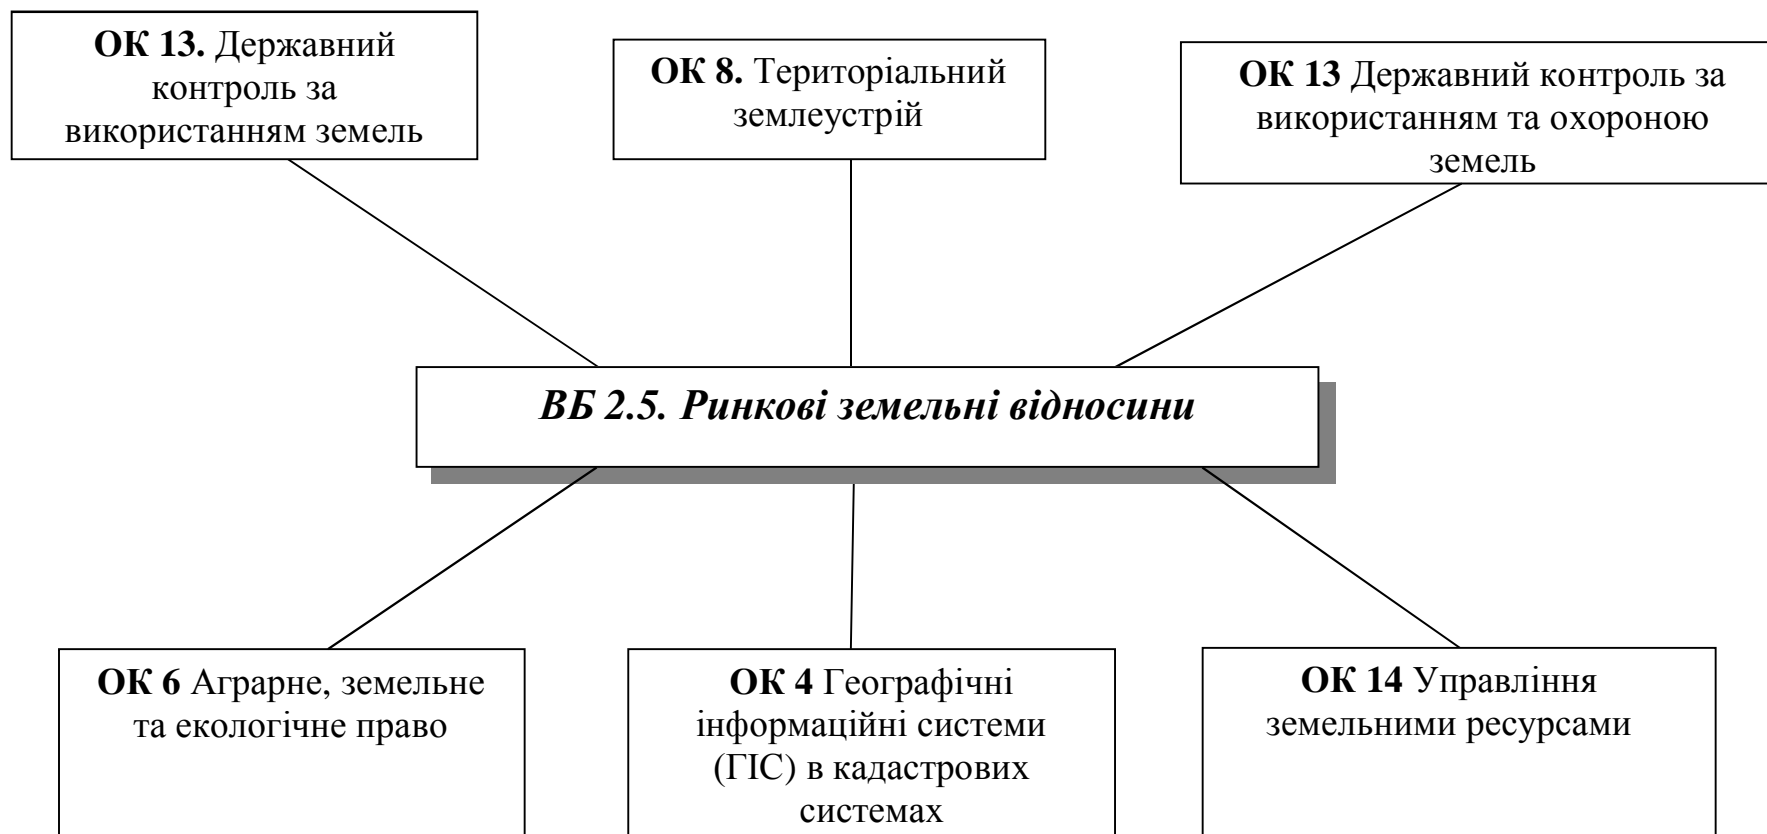 ОК 13. Державний
контроль за
використанням земель
ОК 8. Територіальний
землеустрій
ОК 13 Державний контроль за
використанням та охороною
земель
ВБ 2.5. Ринкові земельні відносини
ОК 6 Аграрне, земельне
та екологічне право
ОК 4 Географічні
інформаційні системи
(ГІС) в кадастрових
системах
ОК 14 Управління
земельними ресурсами